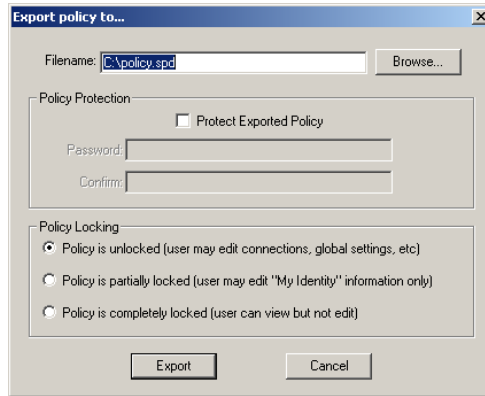 Export policy to...
Filename: C:\policy.spd Browse...
Policy Protection
Protect Exported Policy
Password:
Confirm:
Policy Locking
Policy is unlocked (user may edit connections, global settings, etc)
Policy is partially locked (user may edit "My Identity" information only)
Policy is completely locked (user can view but not edit)
Export Cancel